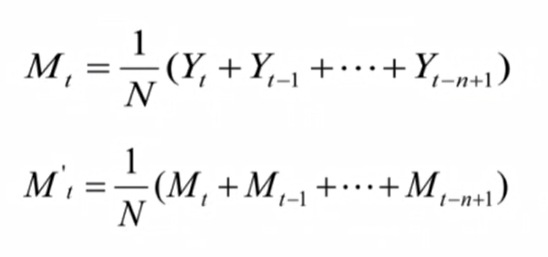 M_t = \frac{1}{N}(Y_t + Y_{t-1} + \cdots + Y_{t-n+1})
M'_t = \frac{1}{N}(M_t + M_{t-1} + \cdots + M_{t-n+1})